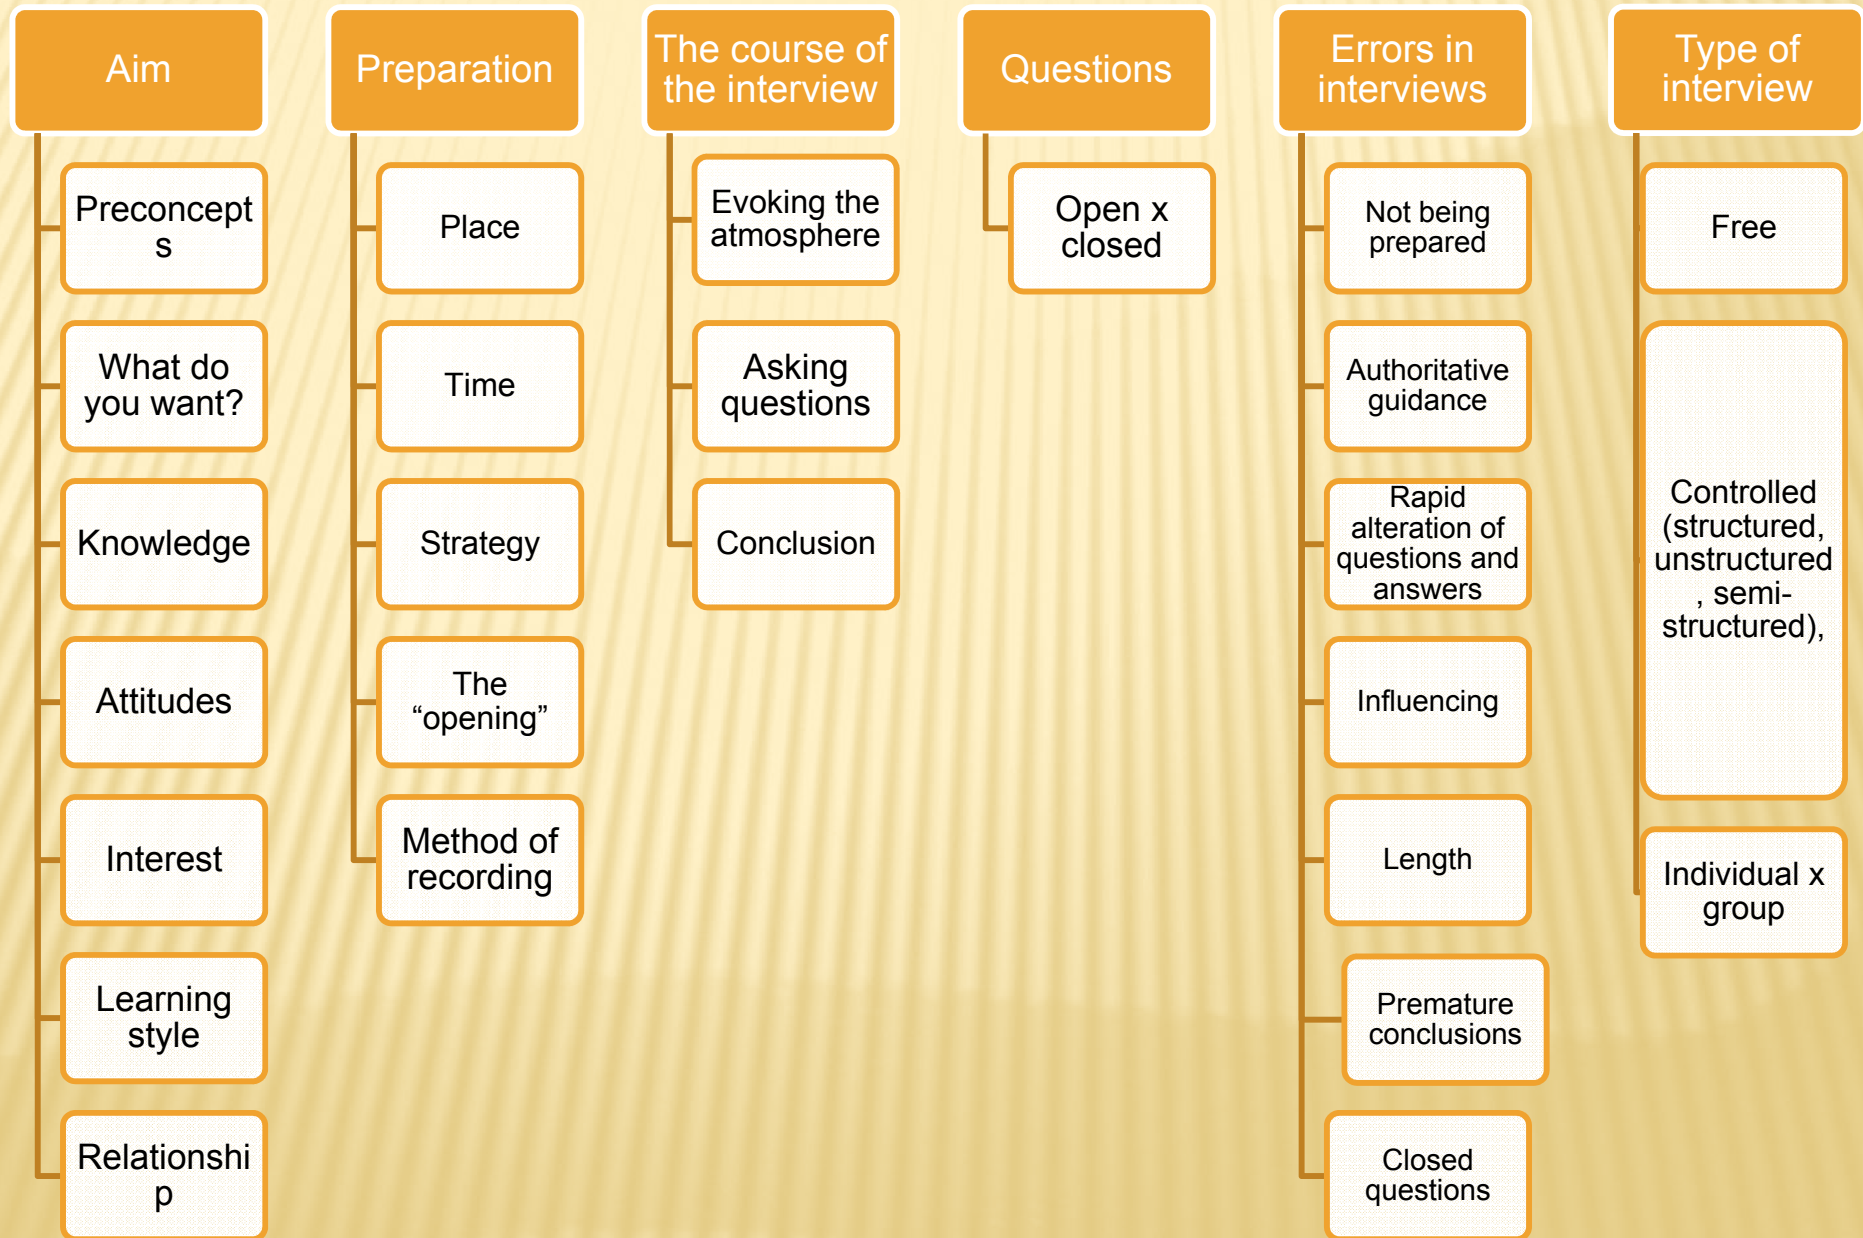 Aim
Preconcept
s
What do
you want?
Knowledge
Attitudes
Interest
Learning
style
Relationshi
p
Preparation
Place
Time
Strategy
The
“opening”
Method of
recording
The course of
the interview
Evoking the
atmosphere
Asking
questions
Conclusion
Questions
Open x
closed
Errors in
interviews
Not being
prepared
Authoritative
guidance
Rapid
alteration of
questions and
answers
Influencing
Length
Premature
conclusions
Closed
questions
Type of
interview
Free
Controlled
(structured,
unstructured
, semi-
structured),
Individual x
group